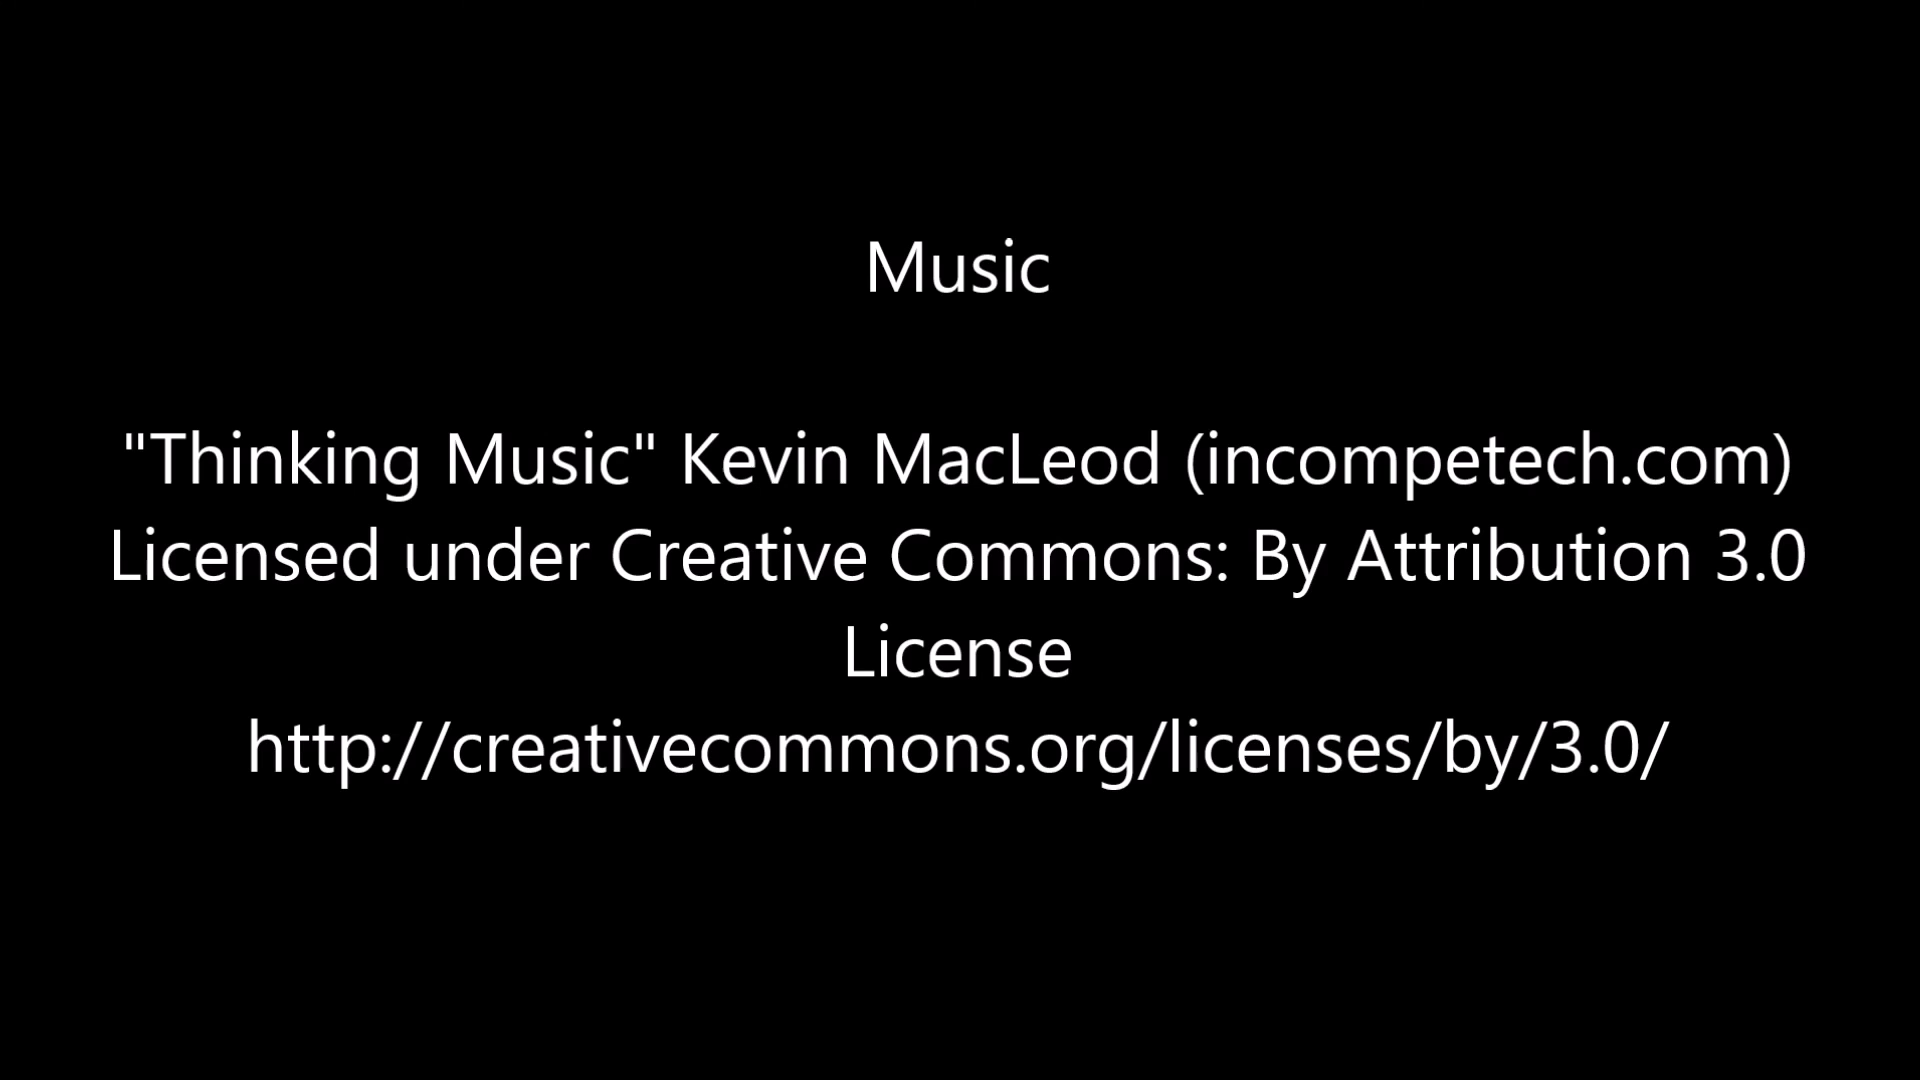 Music
"Thinking Music" Kevin MacLeod (incompetech.com)
Licensed under Creative Commons: By Attribution 3.0
License
http://creativecommons.org/licenses/by/3.0/